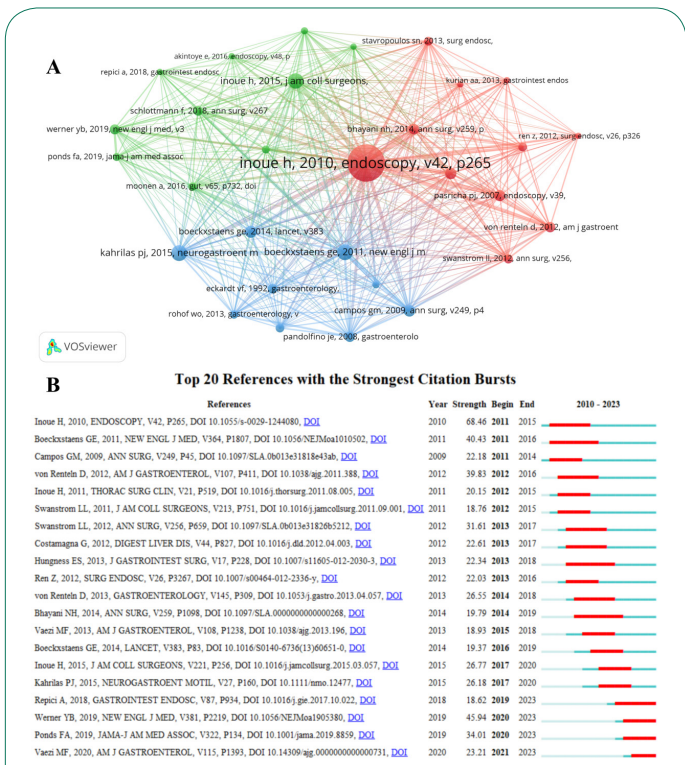 A
stavropoulos sn, 2013, surg endosc,
akintoye e, 2016, endoscopy, v48, p
repici a, 2018, gastrointest endosc
inoue h, 2015, j am coll surgeons,
kurian aa, 2013, gastrointest endos
schlottmann f, 2018, ann surg, v267
werner yb, 2019, new engl j med, v3
bhayani nh, 2014, ann surg, v259, p
ren z, 2012, surg endosc, v26, p326
ponds fa, 2019, jama-j am med assoc
inoue h, 2010, endoscopy, v42, p265
moonen a, 2016, gut, v65, p732, doi
pasricha pj, 2007, endoscopy, v39,
boeckxstaens ge, 2014, lancet, v383
von renteln d, 2012, am j gastroent
kahrilas pj, 2015, neurogastroent m
boeckxstaens ge, 2011, new engl j m
swanstrom ll, 2012, ann surg, v256,
eckardt vf, 1992, gastroenterology,
rohof wo, 2013, gastroenterology, v
campos gm, 2009, ann surg, v249, p4
pandolfino je, 2008, gastroenterolo
VOSviewer
B
Top 20 References with the Strongest Citation Bursts
References Year Strength Begin End 2010 - 2023
Inoue H, 2010, ENDOSCOPY, V42, P265, DOI 10.1055/s-0029-1244080, DOI 2010 68.46 2011 2015
Boeckxstaens GE, 2011, NEW ENGL J MED, V364, P1807, DOI 10.1056/NEJMoa1010502, DOI 2011 40.43 2011 2016
Campos GM, 2009, ANN SURG, V249, P45, DOI 10.1097/SLA.0b013e31818e43ab, DOI 2009 22.18 2011 2014
von Renteln D, 2012, AM J GASTROENTEROL, V107, P411, DOI 10.1038/ajg.2011.388, DOI 2012 39.83 2012 2016
Inoue H, 2011, THORAC SURG CLIN, V21, P519, DOI 10.1016/j.thorsurg.2011.08.005, DOI 2011 20.15 2012 2015
Swanstrom LL, 2011, J AM COLL SURGEONS, V213, P751, DOI 10.1016/j.jamcollsurg.2011.09.001, DOI 2011 18.76 2012 2015
Swanstrom LL, 2012, ANN SURG, V256, P659, DOI 10.1097/SLA.0b013e31826b5212, DOI 2012 31.61 2013 2017
Costamagna G, 2012, DIGEST LIVER DIS, V44, P827, DOI 10.1016/j.dld.2012.04.003, DOI 2012 22.61 2013 2017
Hungness ES, 2013, J GASTROINTEST SURG, V17, P228, DOI 10.1007/s11605-012-2030-3, DOI 2013 22.34 2013 2018
Ren Z, 2012, SURG ENDOSC, V26, P3267, DOI 10.1007/s00464-012-2336-y, DOI 2012 22.03 2013 2016
von Renteln D, 2013, GASTROENTEROLOGY, V145, P309, DOI 10.1053/j.gastro.2013.04.057, DOI 2013 26.55 2014 2018
Bhayani NH, 2014, ANN SURG, V259, P1098, DOI 10.1097/SLA.0000000000000268, DOI 2014 19.79 2014 2019
Vaezi MF, 2013, AM J GASTROENTEROL, V108, P1238, DOI 10.1038/ajg.2013.196, DOI 2013 18.93 2015 2018
Boeckxstaens GE, 2014, LANCET, V383, P83, DOI 10.1016/S0140-6736(13)60651-0, DOI 2014 19.37 2016 2019
Inoue H, 2015, J AM COLL SURGEONS, V221, P256, DOI 10.1016/j.jamcollsurg.2015.03.057, DOI 2015 26.77 2017 2020
Kahrilas PJ, 2015, NEUROGASTROENT MOTIL, V27, P160, DOI 10.1111/nmo.12477, DOI 2015 26.18 2017 2020
Repici A, 2018, GASTROINTEST ENDOSC, V87, P934, DOI 10.1016/j.gie.2017.10.022, DOI 2018 18.62 2019 2023
Werner YB, 2019, NEW ENGL J MED, V381, P2219, DOI 10.1056/NEJMoa1905380, DOI 2019 45.94 2020 2023
Ponds FA, 2019, JAMA-J AM MED ASSOC, V322, P134, DOI 10.1001/jama.2019.8859, DOI 2019 34.01 2020 2023
Vaezi MF, 2020, AM J GASTROENTEROL, V115, P1393, DOI 10.14309/ajg.0000000000000731, DOI 2020 23.21 2021 2023